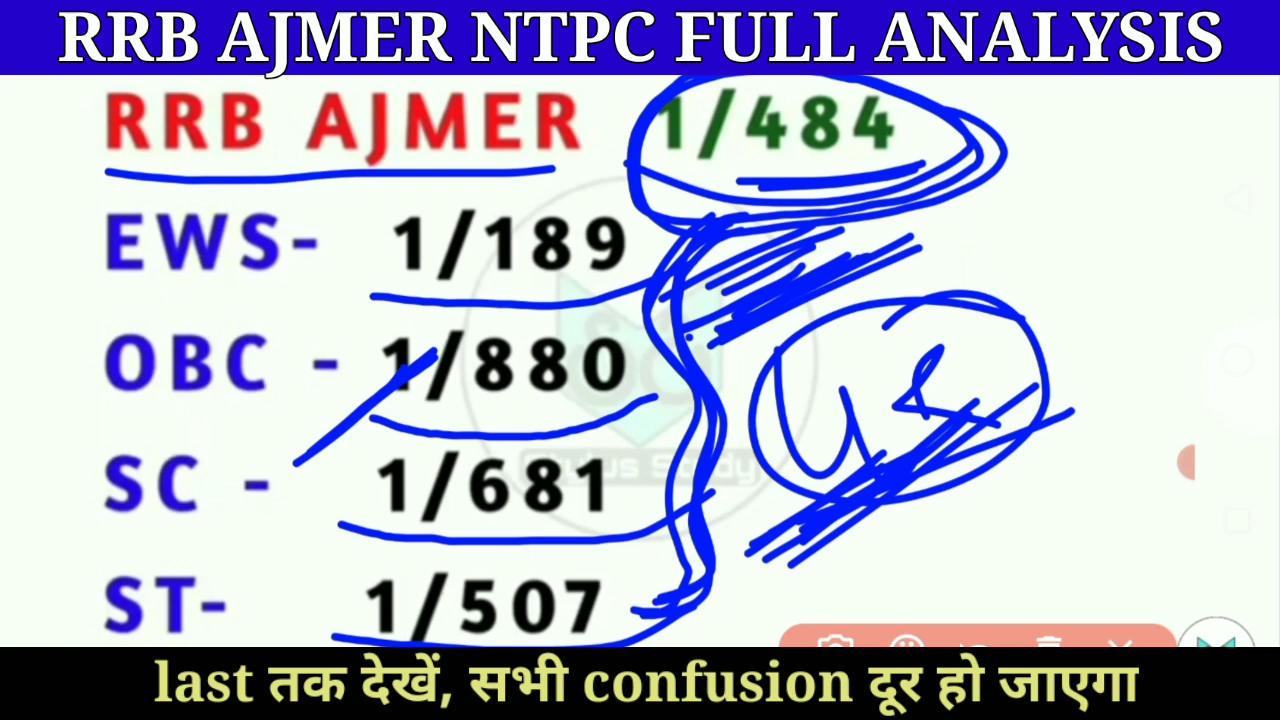 RRB AJMER NTPC FULL ANALYSIS
RRB AJMER 1/484
EWS- 1/189
OBC - 1/880
SC - 1/681
ST- 1/507
last तक देखें, सभी confusion दूर हो जाएगा